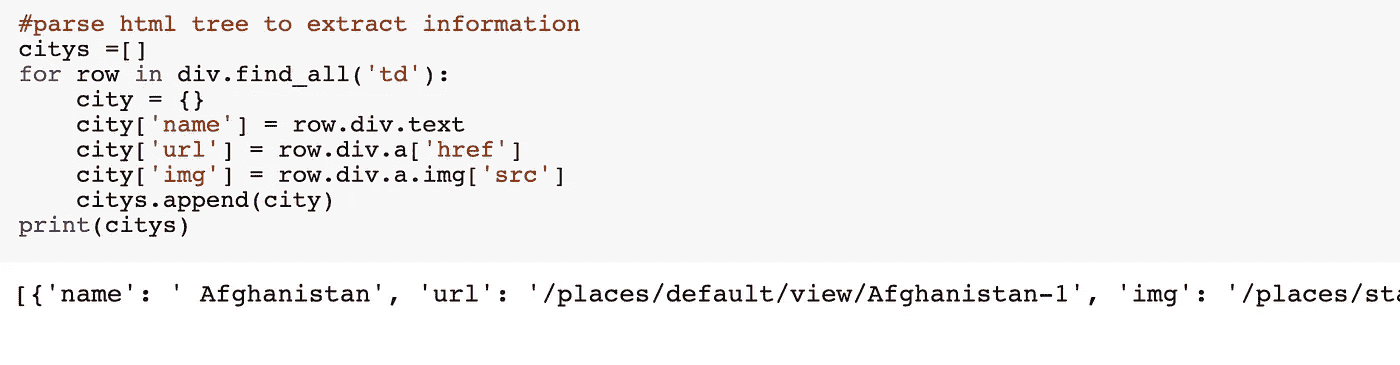 #parse html tree to extract information
citys =[]
for row in div.find_all('td'):
    city = {}
    city['name'] = row.div.text
    city['url'] = row.div.a['href']
    city['img'] = row.div.a.img['src']
    citys.append(city)
print(citys)
[{'name': ' Afghanistan', 'url': '/places/default/view/Afghanistan-1', 'img': '/places/sta